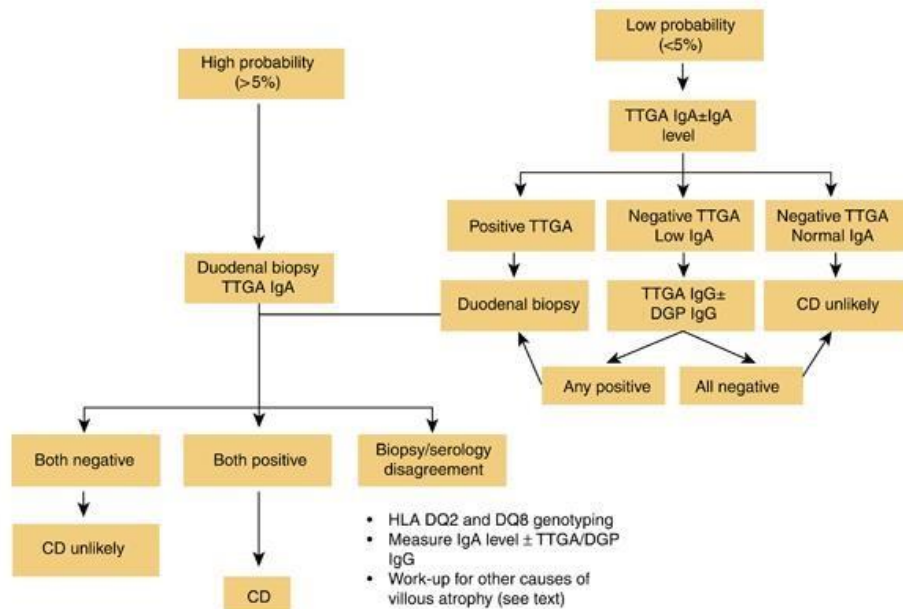 High probability
(>5%)
Low probability
(<5%)
TTGA IgA±IgA
level
Positive TTGA
Negative TTGA
Low IgA
Negative TTGA
Normal IgA
Duodenal biopsy
TTGA IgA
Duodenal biopsy
TTGA IgG±
DGP IgG
CD unlikely
Any positive
All negative
Both negative
Both positive
Biopsy/serology
disagreement
CD unlikely
CD
• HLA DQ2 and DQ8 genotyping
• Measure IgA level ± TTGA/DGP
IgG
• Work-up for other causes of
villous atrophy (see text)